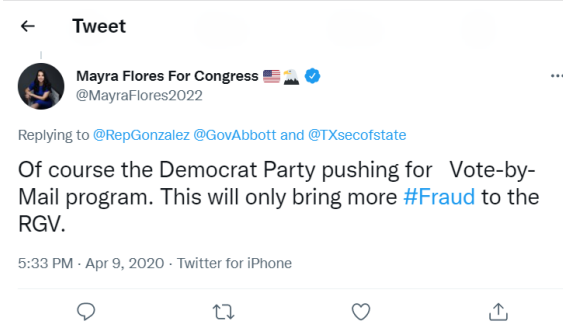 Tweet
Mayra Flores For Congress 🇺🇸🦅
@MayraFlores2022
Replying to @RepGonzalez @GovAbbott and @TXsecofstate
Of course the Democrat Party pushing for Vote-by-
Mail program. This will only bring more #Fraud to the
RGV.
5:33 PM · Apr 9, 2020 · Twitter for iPhone